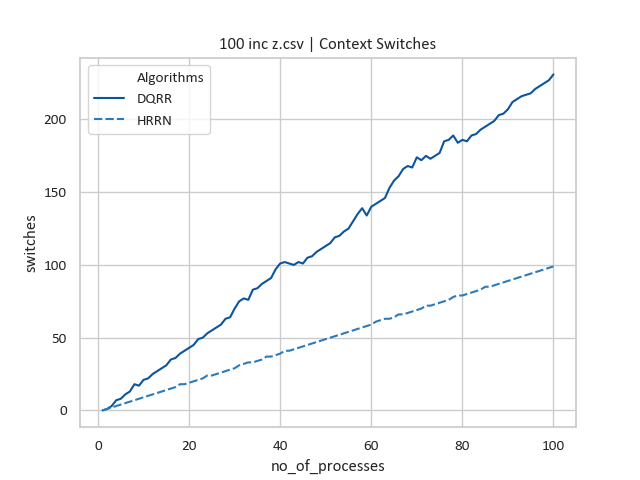 100 inc z.csv | Context Switches
Algorithms
DQRR
HRRN
200
150
100
50
0
switches
0 20 40 60 80 100
no_of_processes